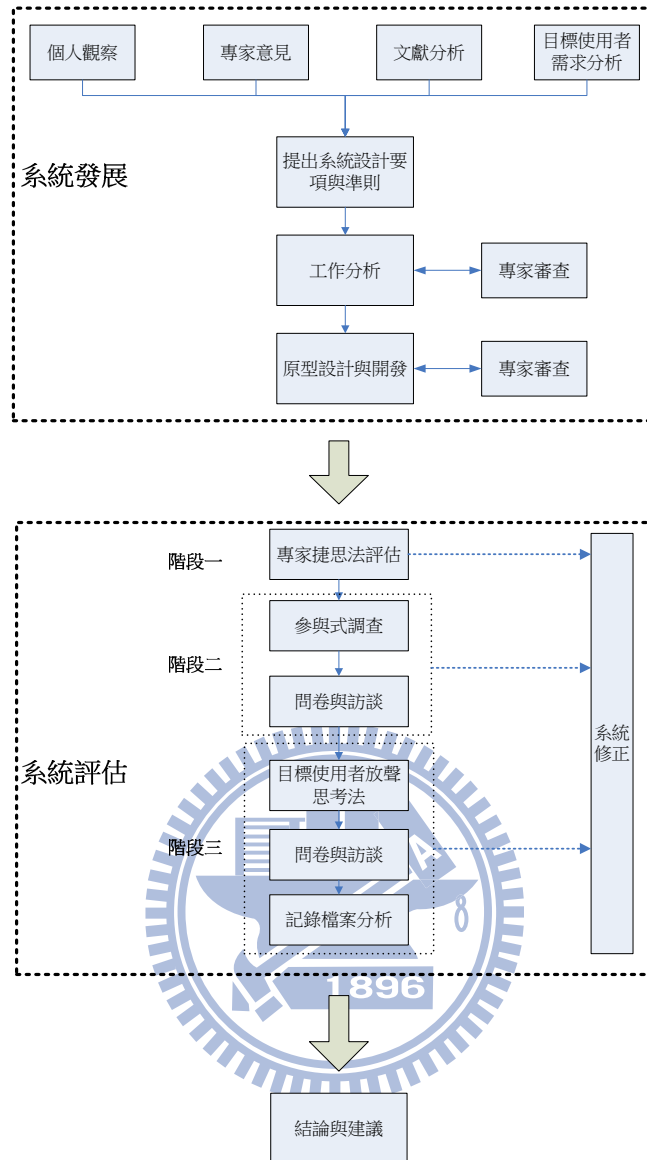 個人觀察
專家意見
文獻分析
目標使用者
需求分析
系統發展
提出系統設計要
項與準則
工作分析
專家審查
原型設計與開發
專家審查
階段一
專家捷思法評估
參與式調查
階段二
問卷與訪談
系統
修正
系統評估
目標使用者放聲
思考法
階段三
問卷與訪談
記錄檔案分析
1896
結論與建議